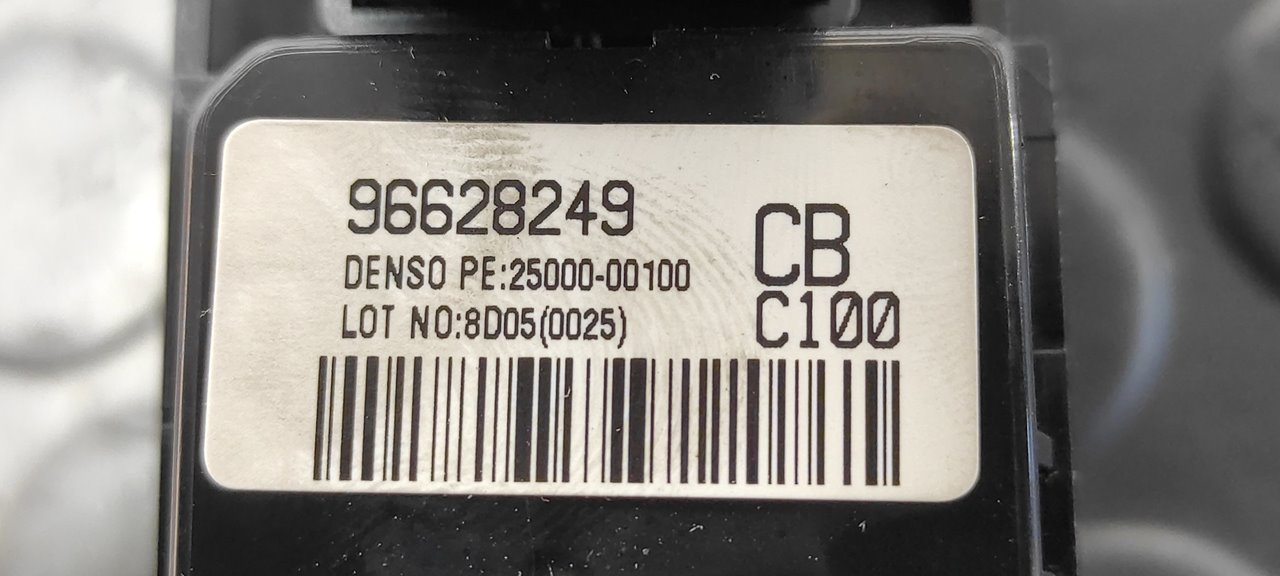 96628249
DENSO PE:25000-00100
LOT NO:8D05(0025)
CB
C100